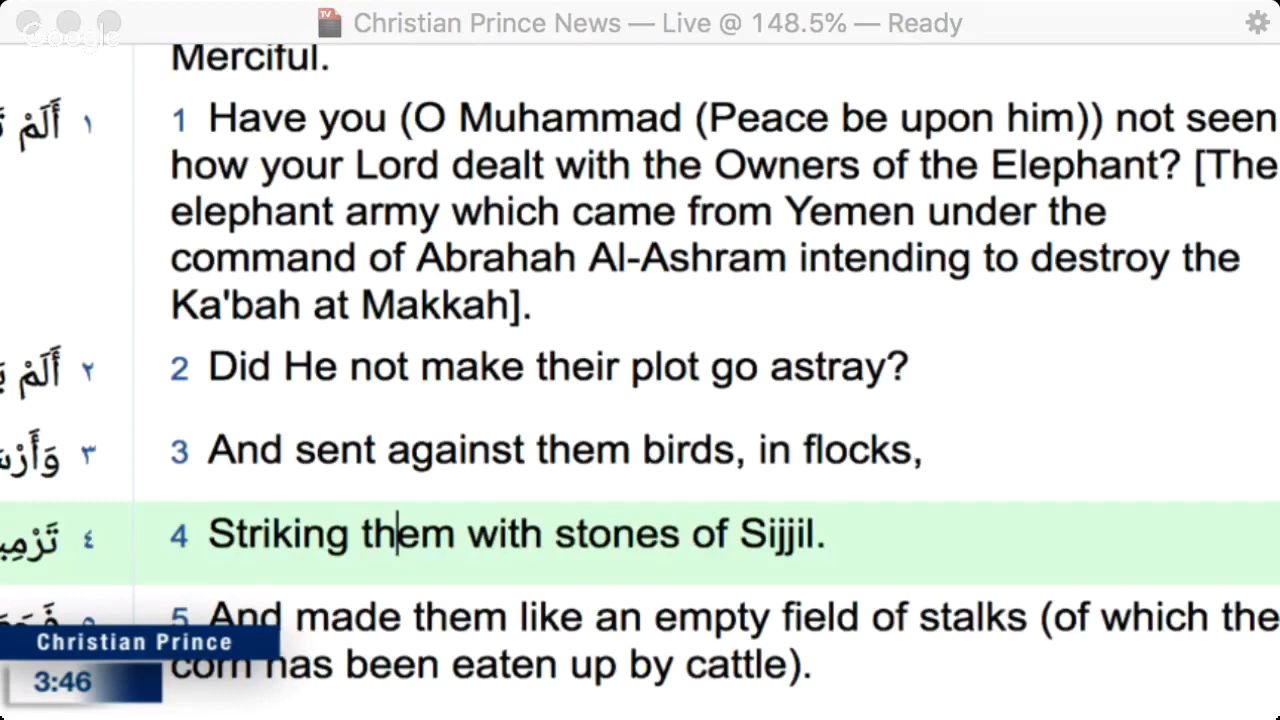 Christian Prince News — Live @ 148.5% — Ready
Google
Merciful.
1 Have you (O Muhammad (Peace be upon him)) not seen
how your Lord dealt with the Owners of the Elephant? [The
elephant army which came from Yemen under the
command of Abrahah Al-Ashram intending to destroy the
Ka'bah at Makkah].
١ أَلَمْ
2 Did He not make their plot go astray?
٢ أَلَمْ
3 And sent against them birds, in flocks,
٣
4 Striking them with stones of Sijjil.
٤
5 And made them like an empty field of stalks (of which the
corn has been eaten up by cattle).
Christian Prince
3:46